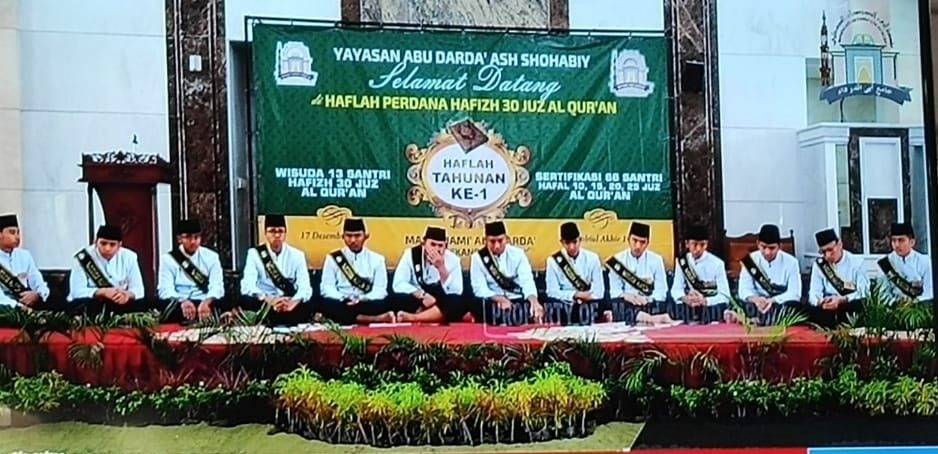 YAYASAN ABU DARDA' ASH SHOHABIY
Selamat Datang
di HAFLAH PERDANA HAFIZH 30 JUZ AL QUR'AN
HAFLAH
TAHUNAN
KE-1
WISUDA 13 SANTRI
HAFIZH 30 JUZ
AL QUR'AN
SERTIFIKASI 66 SANTRI
HAFAL 10, 15, 20, 25 JUZ
AL QUR'AN
17 Desember
Akhir
PROPERTY OF